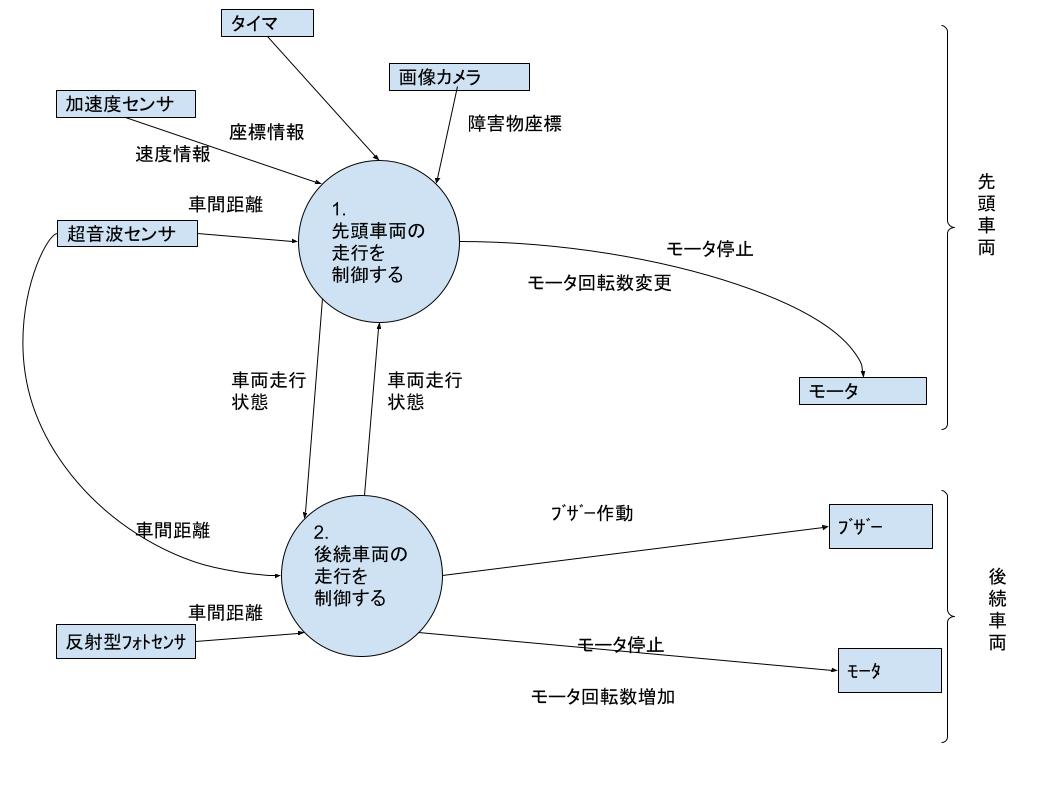 タイマ
画像カメラ
加速度センサ
座標情報
障害物座標
速度情報
車間距離
超音波センサ
1.
先頭車両の
走行を
制御する
モータ停止
モータ回転数変更
先頭車両
車両走行
状態
車両走行
状態
モータ
車間距離
ﾌﾞｻﾞｰ作動
ﾌﾞｻﾞｰ
2.
後続車両の
走行を
制御する
後続車両
車間距離
反射型ﾌｫﾄｾﾝｻ
モータ停止
ﾓｰﾀ
モータ回転数増加